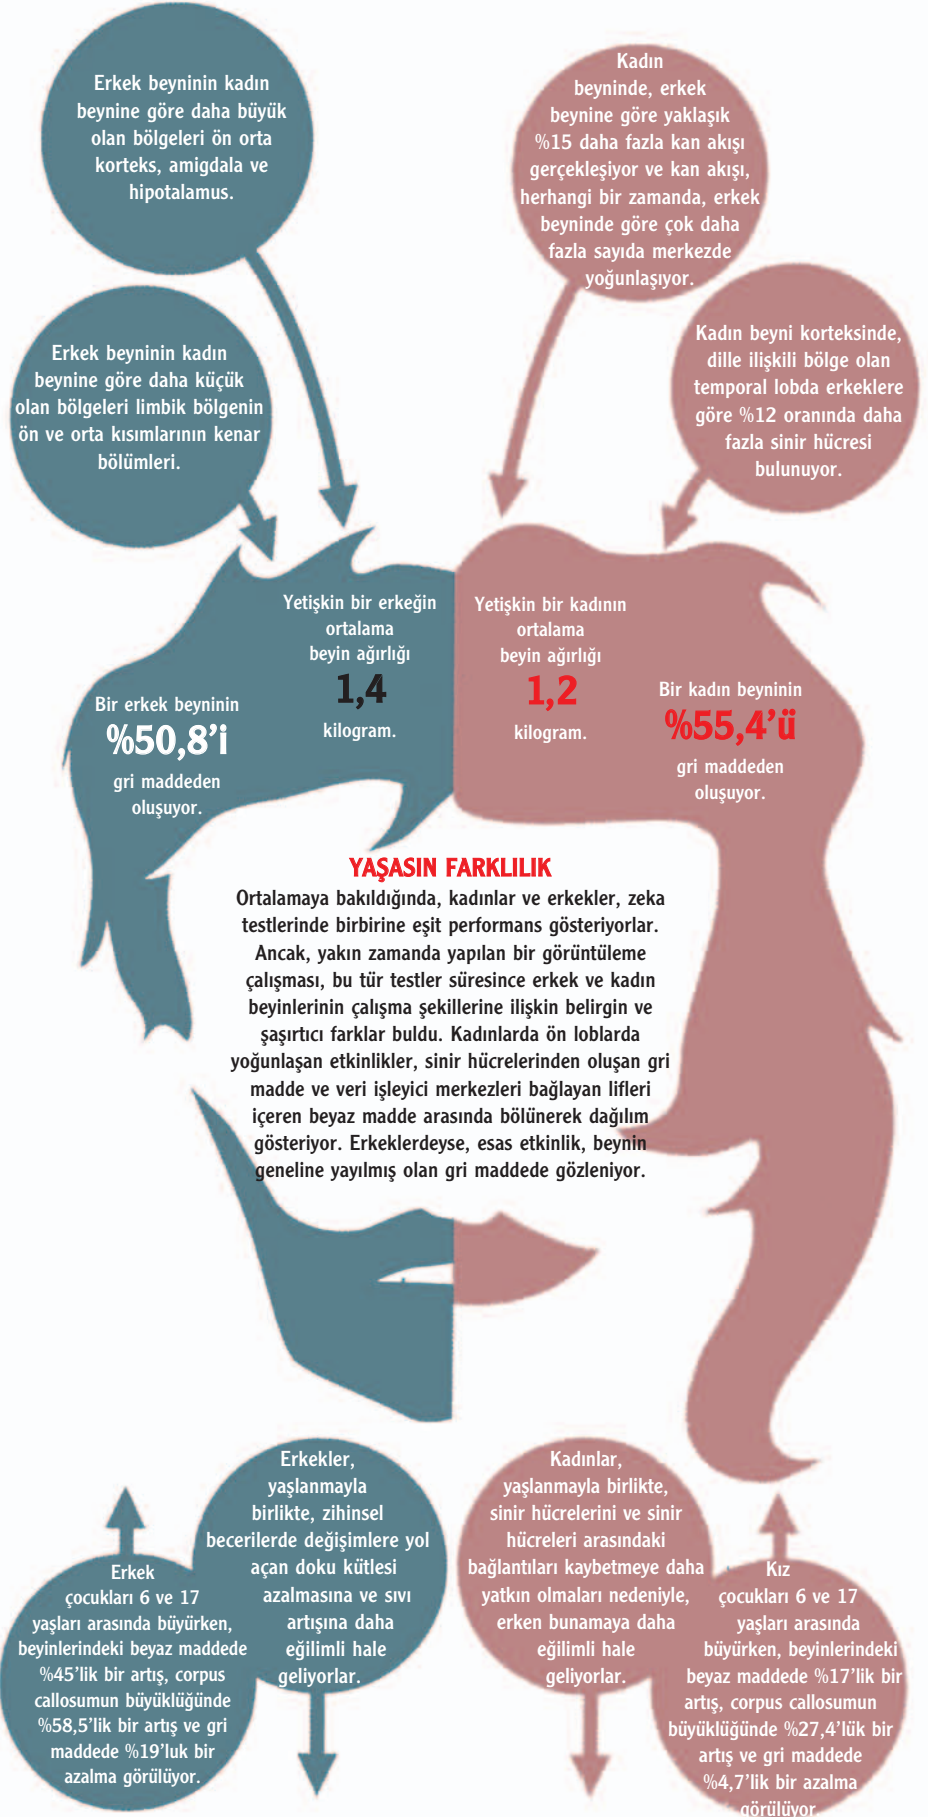 Erkek beyninin kadın
beynine göre daha büyük
olan bölgeleri ön orta
korteks, amigdala ve
hipotalamus.
Kadın
beyninde, erkek
beynine göre yaklaşık
%15 daha fazla kan akışı
gerçekleşiyor ve kan akışı,
herhangi bir zamanda, erkek
beyninde göre çok daha
fazla sayıda merkezde
yoğunlaşıyor.
Erkek beyninin kadın
beynine göre daha küçük
olan bölgeleri limbik bölgenin
ön ve orta kısımlarının kenar
bölümleri.
Kadın beyni korteksinde,
dille ilişkili bölge olan
temporal lobda erkeklere
göre %12 oranında daha
fazla sinir hücresi
bulunuyor.
Bir erkek beyninin
%50,8’i
gri maddeden
oluşuyor.
Yetişkin bir erkeğin
ortalama
beyin ağırlığı
1,4
kilogram.
Yetişkin bir kadının
ortalama
beyin ağırlığı
1,2
kilogram.
Bir kadın beyninin
%55,4’ü
gri maddeden
oluşuyor.
YAŞASIN FARKLILIK
Ortalamaya bakıldığında, kadınlar ve erkekler, zeka
testlerinde birbirine eşit performans gösteriyorlar.
Ancak, yakın zamanda yapılan bir görüntüleme
çalışması, bu tür testler süresince erkek ve kadın
beyinlerinin çalışma şekillerine ilişkin belirgin ve
şaşırtıcı farklar buldu. Kadınlarda ön loblarda
yoğunlaşan etkinlikler, sinir hücrelerinden oluşan gri
madde ve veri işleyici merkezleri bağlayan lifleri
içeren beyaz madde arasında bölünerek dağılım
gösteriyor. Erkeklerdeyse, esas etkinlik, beynin
geneline yayılmış olan gri maddede gözleniyor.
Erkek
çocukları 6 ve 17
yaşları arasında büyürken,
beyinlerindeki beyaz maddede
%45’lik bir artış, corpus
callosumun büyüklüğünde
%58,5’lik bir artış ve gri
maddede %19’luk bir
azalma görülüyor.
Erkekler,
yaşlanmayla
birlikte, zihinsel
becerilerde değişimlere yol
açan doku kütlesi
azalmasına ve sıvı
artışına daha
eğilimli hale
geliyorlar.
Kadınlar,
yaşlanmayla birlikte,
sinir hücrelerini ve sinir
hücreleri arasındaki
bağlantıları kaybetmeye daha
yatkın olmaları nedeniyle,
erken bunamaya daha
eğilimli hale
geliyorlar.
Kız
çocukları 6 ve 17
yaşları arasında
büyürken, beyinlerindeki
beyaz maddede %17’lik bir
artış, corpus callosumun
büyüklüğünde %27,4’lük bir
artış ve gri maddede
%4,7’lik bir azalma
görülüyor